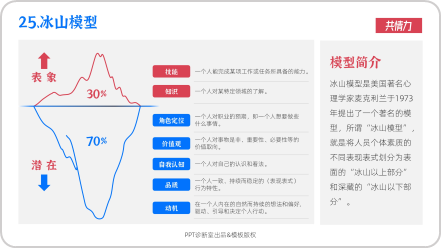 25.冰山模型
共情力
表 象
30%
70%
潜 在
技能
一个人能完成某项工作或任务所具备的能力。
知识
一个人对某特定领域的了解。
角色定位
一个人对职业的预期，即一个人想要做些
什么事情。
价值观
一个人对事物是非、重要性、必要性等的
价值取向。
自我认知
一个人对自己的认识和看法。
品质
一个人一致、持续而稳定的（表现表式）
行为特性。
动机
在一个人内在的自然而持续的想法和偏好，
驱动、引导和决定个人行动。
模型简介
冰山模型是美国著名心
理学家麦克利兰于1973
年提出了一个著名的模
型，所谓“冰山模型”，
就是将人员个体素质的
不同表现表式划分为表
面的“冰山以上部分”
和深藏的“冰山以下部
分”。
PPT诊断室出品&模板版权